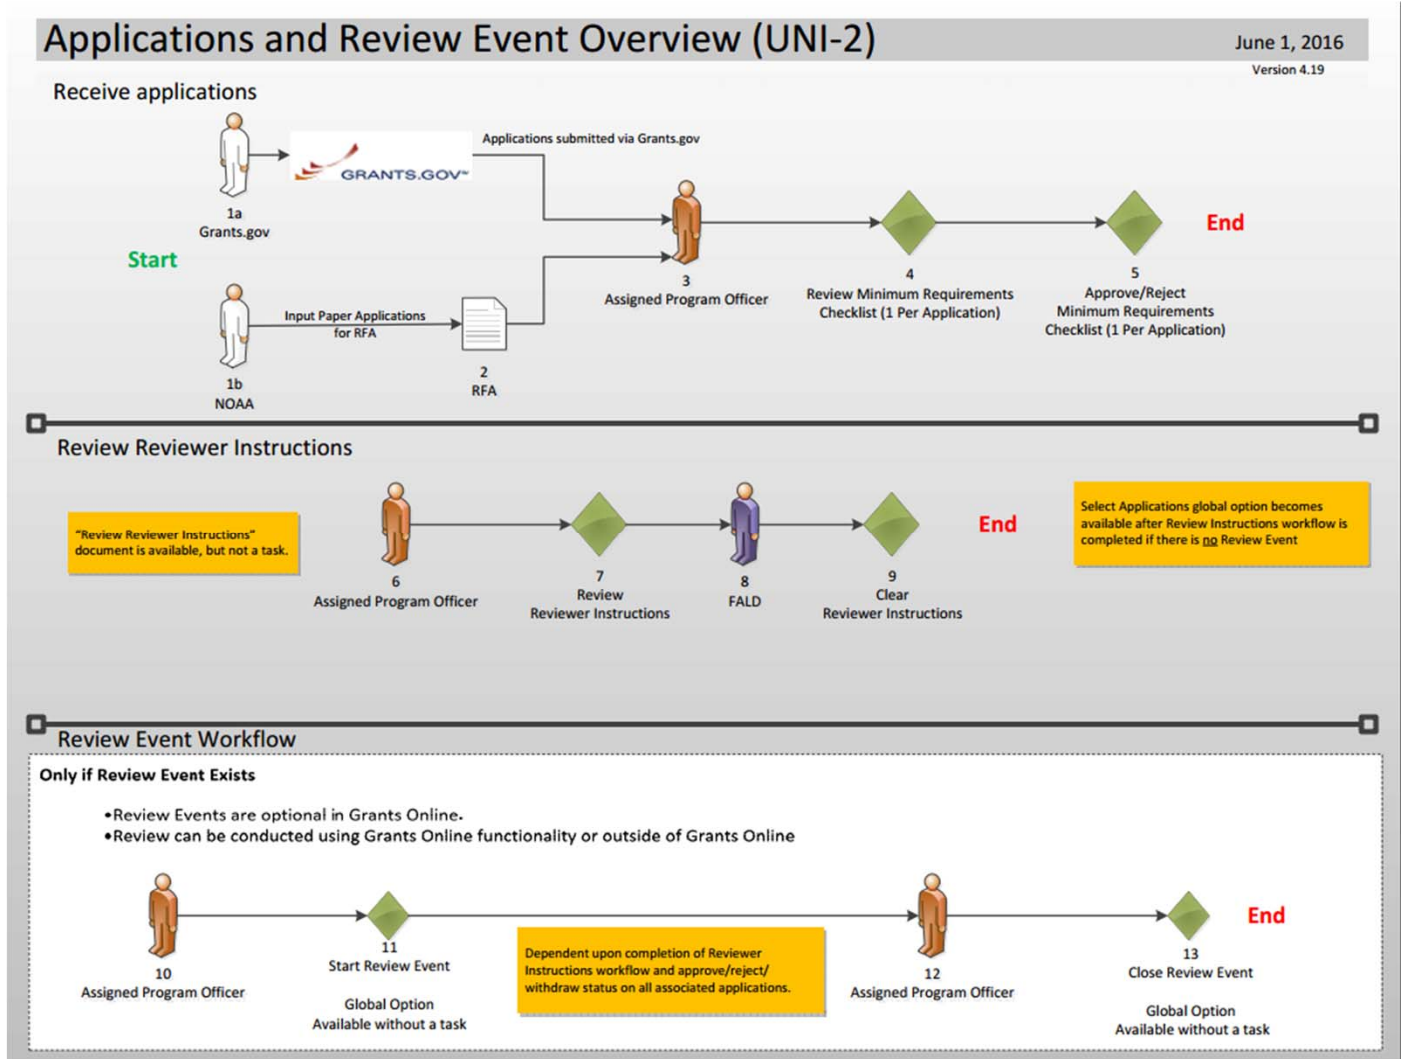 Applications and Review Event Overview (UNI-2)
June 1, 2016
Version 4.19
Receive applications
Applications submitted via Grants.gov
GRANTS.GOV℠
1a
Grants.gov
Start
End
3
Assigned Program Officer
4
Review Minimum Requirements
Checklist (1 Per Application)
5
Approve/Reject
Minimum Requirements
Checklist (1 Per Application)
Input Paper Applications
for RFA
1b
NOAA
2
RFA
Review Reviewer Instructions
"Review Reviewer Instructions"
document is available, but not a task.
6
Assigned Program Officer
7
Review
Reviewer Instructions
8
FALD
9
Clear
Reviewer Instructions
End
Select Applications global option becomes
available after Review Instructions workflow is
completed if there is no Review Event
Review Event Workflow
Only if Review Event Exists
•Review Events are optional in Grants Online.
•Review can be conducted using Grants Online functionality or outside of Grants Online
10
Assigned Program Officer
11
Start Review Event
Global Option
Available without a task
Dependent upon completion of Reviewer
Instructions workflow and approve/reject/
withdraw status on all associated applications.
12
Assigned Program Officer
13
Close Review Event
Global Option
Available without a task
End